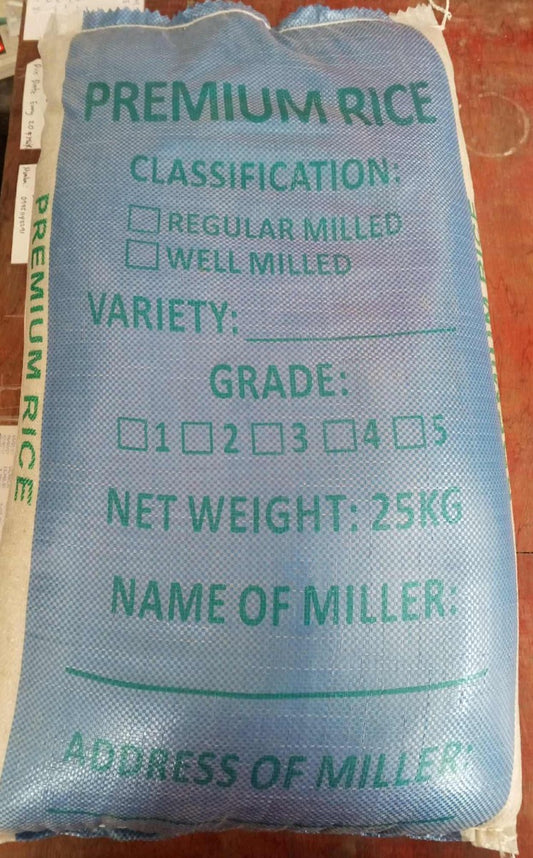 PREMIUM RICE
CLASSIFICATION:
REGULAR MILLED
WELL MILLED
VARIETY:
GRADE:
1 2 3 4 5
NET WEIGHT: 25KG
NAME OF MILLER:
ADDRESS OF MILLER:
PREMIUM RICE